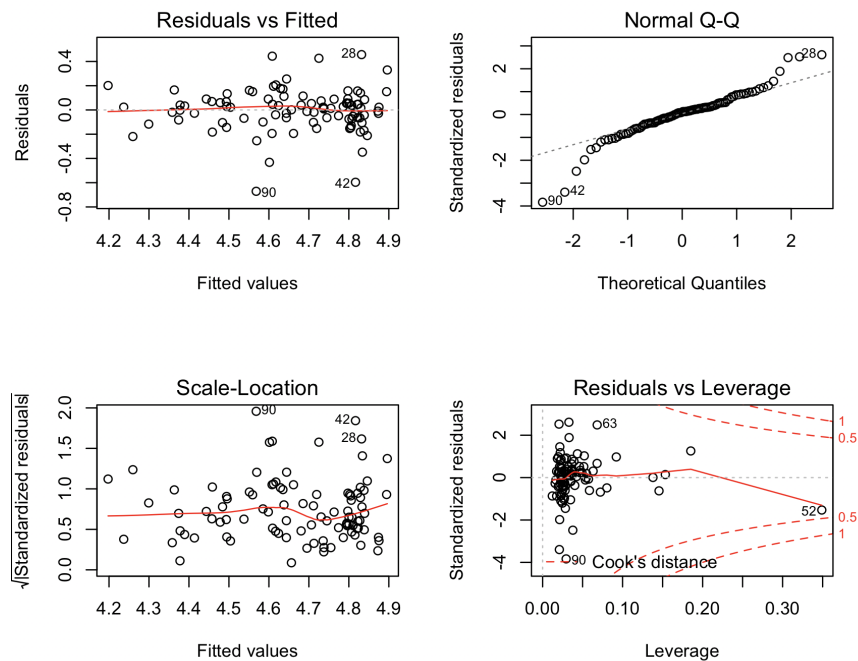 Residuals vs Fitted
Residuals
0.4
0.0
-0.4
-0.8
28
90
42
4.2 4.3 4.4 4.5 4.6 4.7 4.8 4.9
Fitted values
Normal Q-Q
Standardized residuals
2
0
-2
-4
28
42
90
-2 -1 0 1 2
Theoretical Quantiles
Scale-Location
√|Standardized residuals|
2.0
1.5
1.0
0.5
0.0
90
42
28
4.2 4.3 4.4 4.5 4.6 4.7 4.8 4.9
Fitted values
Residuals vs Leverage
Standardized residuals
2
0
-2
-4
63
52
90
Cook's distance
1
0.5
0.5
1
0.00 0.10 0.20 0.30
Leverage